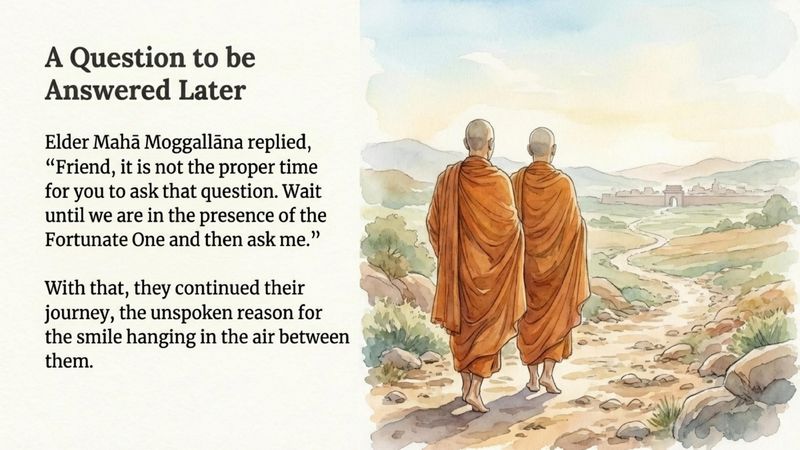 A Question to be
Answered Later
Elder Mahā Moggallāna replied,
“Friend, it is not the proper time
for you to ask that question. Wait
until we are in the presence of the
Fortunate One and then ask me.”
With that, they continued their
journey, the unspoken reason for
the smile hanging in the air between
them.